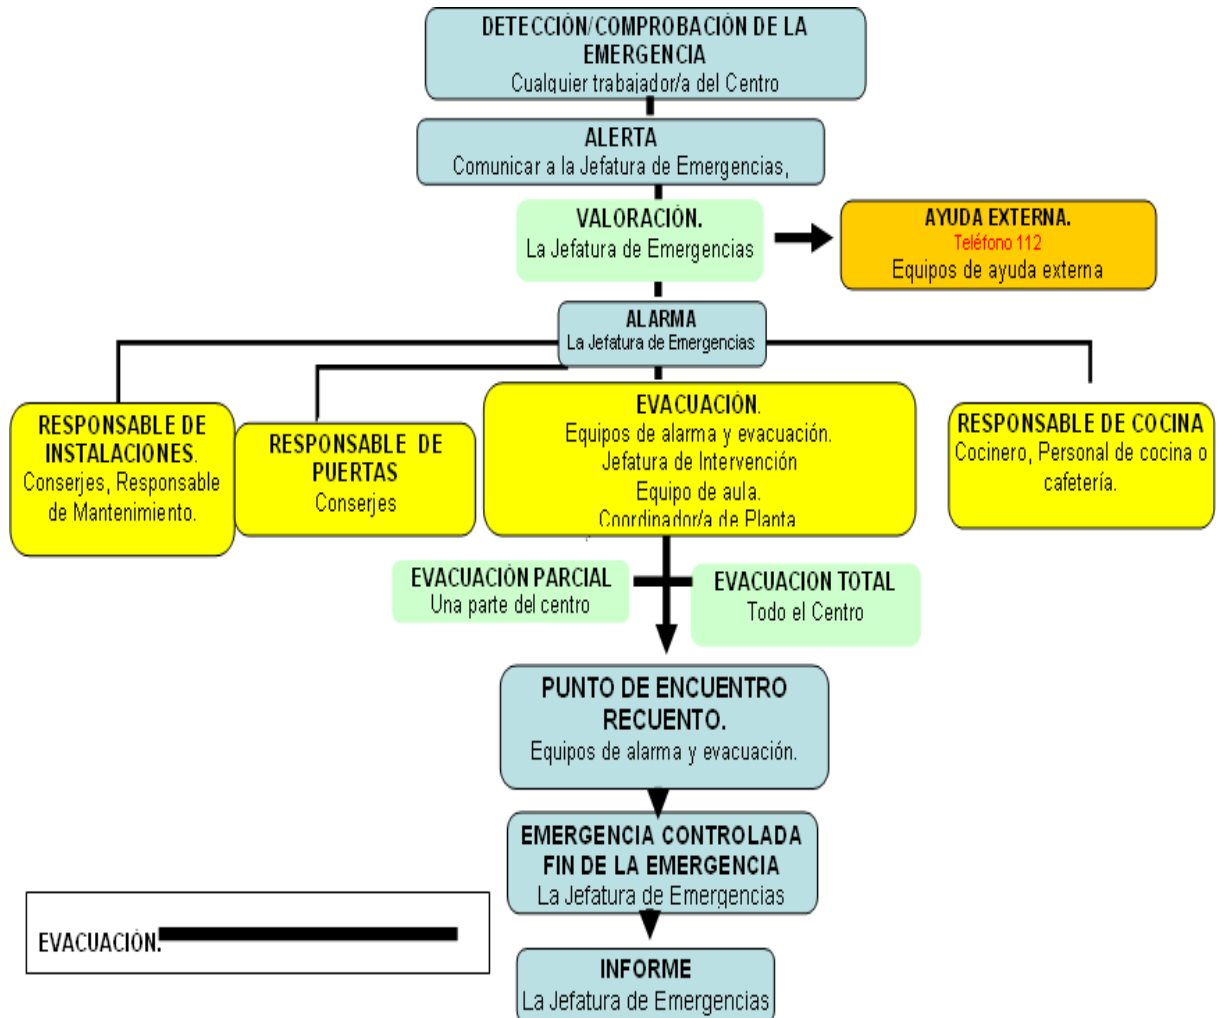 DETECCIÓN/COMPROBACIÓN DE LA
EMERGENCIA
Cualquier trabajador/a del Centro
ALERTA
Comunicar a la Jefatura de Emergencias,
VALORACIÓN.
La Jefatura de Emergencias
AYUDA EXTERNA.
Teléfono 112
Equipos de ayuda externa
ALARMA
La Jefatura de Emergencias
RESPONSABLE DE
INSTALACIONES.
Conserjes, Responsable
de Mantenimiento.
RESPONSABLE DE
PUERTAS
Conserjes
EVACUACIÓN.
Equipos de alarma y evacuación.
Jefatura de Intervención
Equipo de aula.
Coordinador/a de Planta
RESPONSABLE DE COCINA
Cocinero, Personal de cocina o
cafetería.
EVACUACIÓN PARCIAL
Una parte del centro
EVACUACION TOTAL
Todo el Centro
PUNTO DE ENCUENTRO
RECUENTO.
Equipos de alarma y evacuación.
EMERGENCIA CONTROLADA
FIN DE LA EMERGENCIA
La Jefatura de Emergencias
EVACUACIÓN.
INFORME
La Jefatura de Emergencias